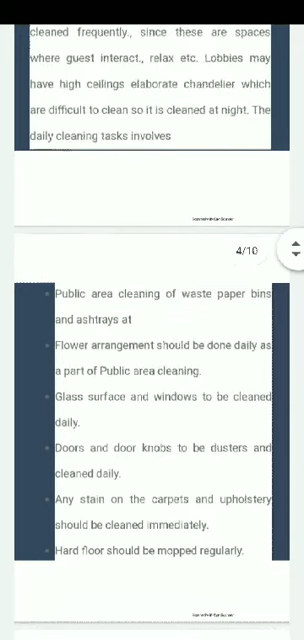 cleaned frequently., since these are spaces
where guest interact., relax etc. Lobbies may
have high ceilings elaborate chandelier which
are difficult to clean so it is cleaned at night. The
daily cleaning tasks involves
4/10
Public area cleaning of waste paper bins
and ashtrays at
Flower arrangement should be done daily as
a part of Public area cleaning.
Glass surface and windows to be cleaned
daily.
Doors and door knobs to be dusters and
cleaned daily.
Any stain on the carpets and upholstery
should be cleaned immediately.
Hard floor should be mopped regularly.